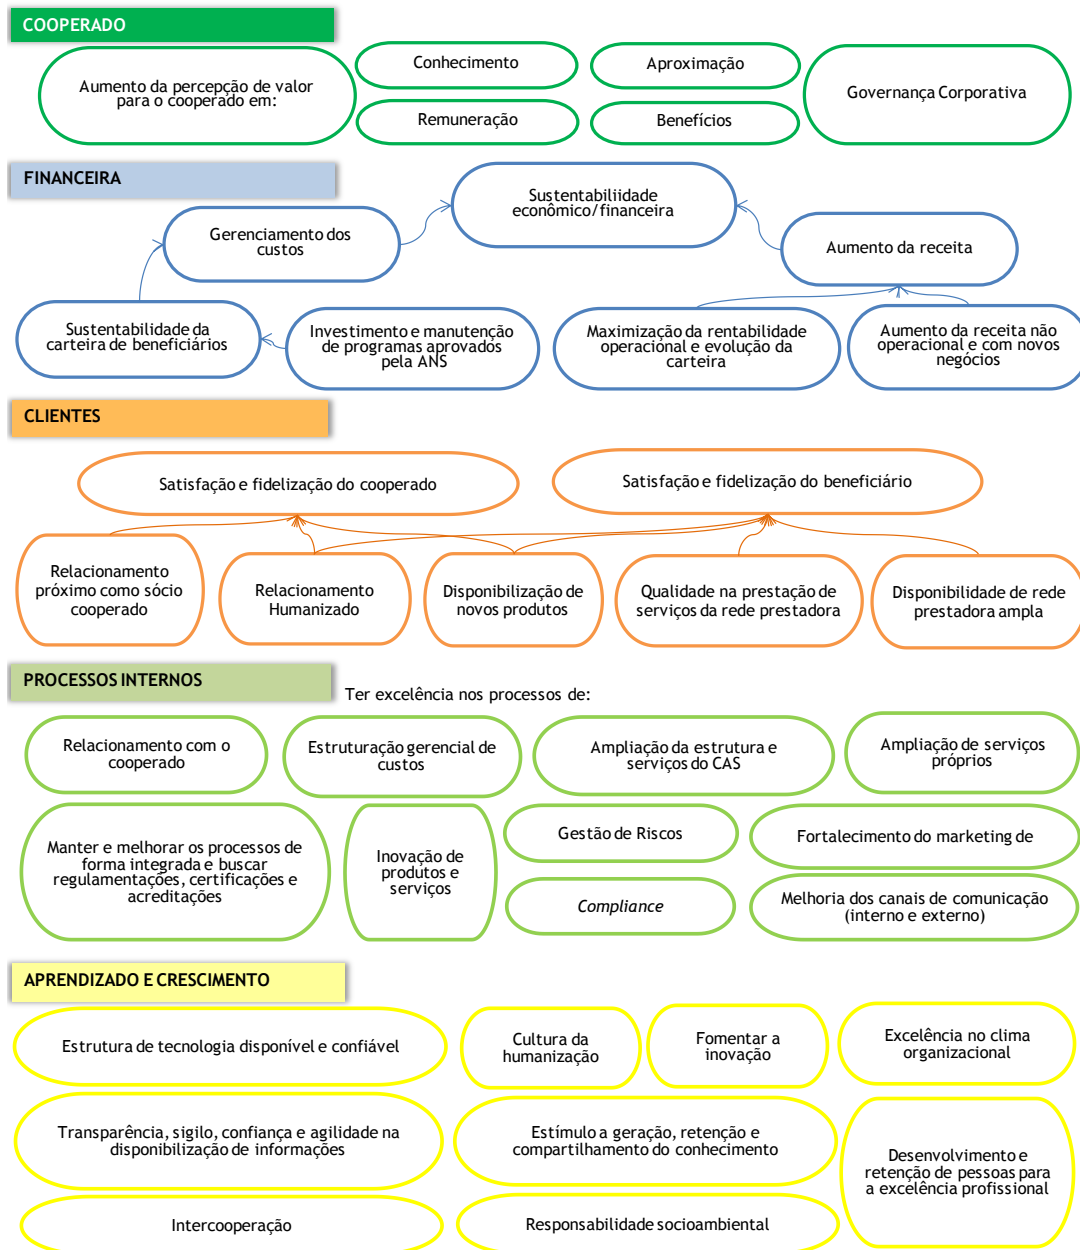 COOPERADO
Aumento da percepção de valor
para o cooperado em:
Conhecimento
Aproximação
Remuneração
Benefícios
Governança Corporativa
FINANCEIRA
Sustentabiliidade
econômico/financeira
Gerenciamento dos
custos
Aumento da receita
Sustentabilidade da
carteira de beneficiários
Investimento e manutenção
de programas aprovados
pela ANS
Maximização da rentabilidade
operacional e evolução da
carteira
Aumento da receita não
operacional e com novos
negócios
CLIENTES
Satisfação e fidelização do cooperado
Satisfação e fidelização do beneficiário
Relacionamento
próximo como sócio
cooperado
Relacionamento
Humanizado
Disponibilização de
novos produtos
Qualidade na prestação de
serviços da rede prestadora
Disponibilidade de rede
prestadora ampla
PROCESSOS INTERNOS
Ter excelência nos processos de:
Relacionamento com o
cooperado
Estruturação gerencial de
custos
Ampliação da estrutura e
serviços do CAS
Ampliação de serviços
próprios
Manter e melhorar os processos de
forma integrada e buscar
regulamentações, certificações e
acreditações
Inovação de
produtos e
serviços
Gestão de Riscos
Compliance
Fortalecimento do marketing de
Melhoria dos canais de comunicação
(interno e externo)
APRENDIZADO E CRESCIMENTO
Estrutura de tecnologia disponível e confiável
Cultura da
humanização
Fomentar a
inovação
Excelência no clima
organizacional
Transparência, sigilo, confiança e agilidade na
disponibilização de informações
Estímulo a geração, retenção e
compartilhamento do conhecimento
Desenvolvimento e
retenção de pessoas para
a excelência profissional
Intercooperação
Responsabilidade socioambiental